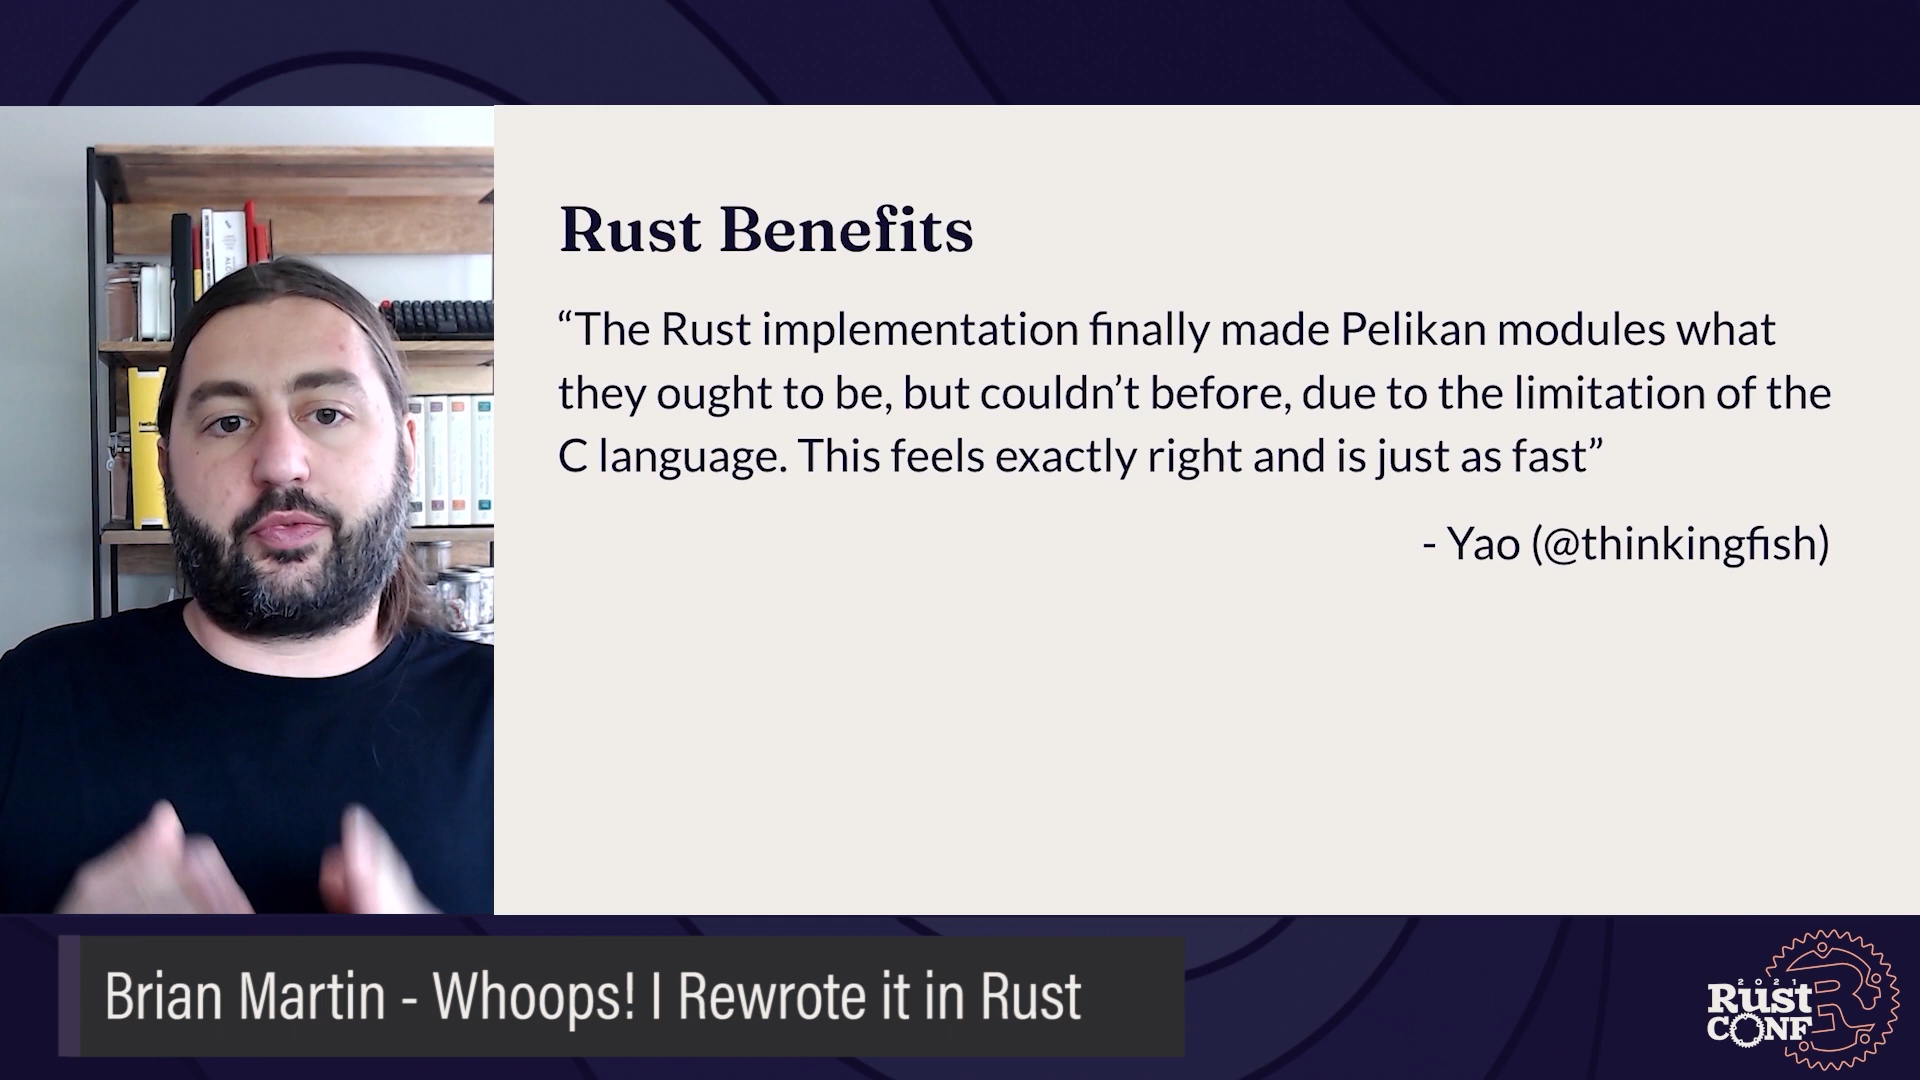 Rust Benefits
“The Rust implementation finally made Pelikan modules what
they ought to be, but couldn’t before, due to the limitation of the
C language. This feels exactly right and is just as fast”
- Yao (@thinkingfish)
Brian Martin - Whoops! I Rewrote it in Rust
2021
Rust
CONF